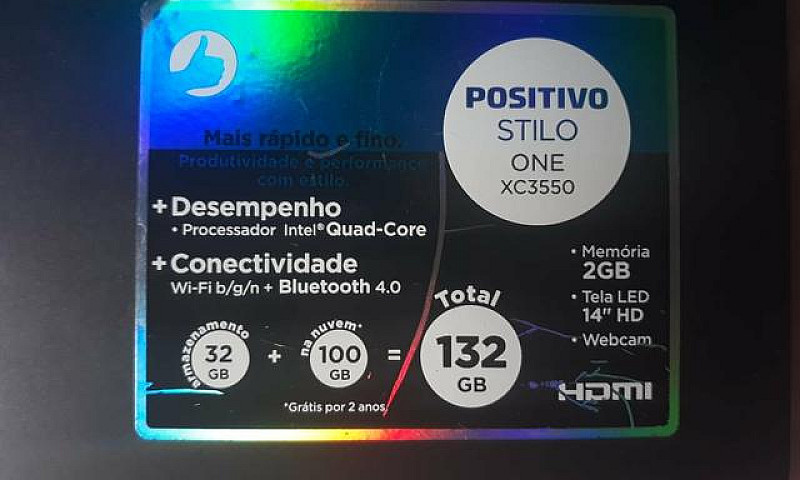 POSITIVO
STILO
ONE
XC3550
Mais rápido e fino.
Produtividade e performance
com estilo.
+ Desempenho
• Processador Intel® Quad-Core
+ Conectividade
Wi-Fi b/g/n + Bluetooth 4.0
armazenamento
32
GB
+
na nuvem*
100
GB
=
Total
132
GB
*Grátis por 2 anos
• Memória
2GB
• Tela LED
14" HD
• Webcam
HDMI